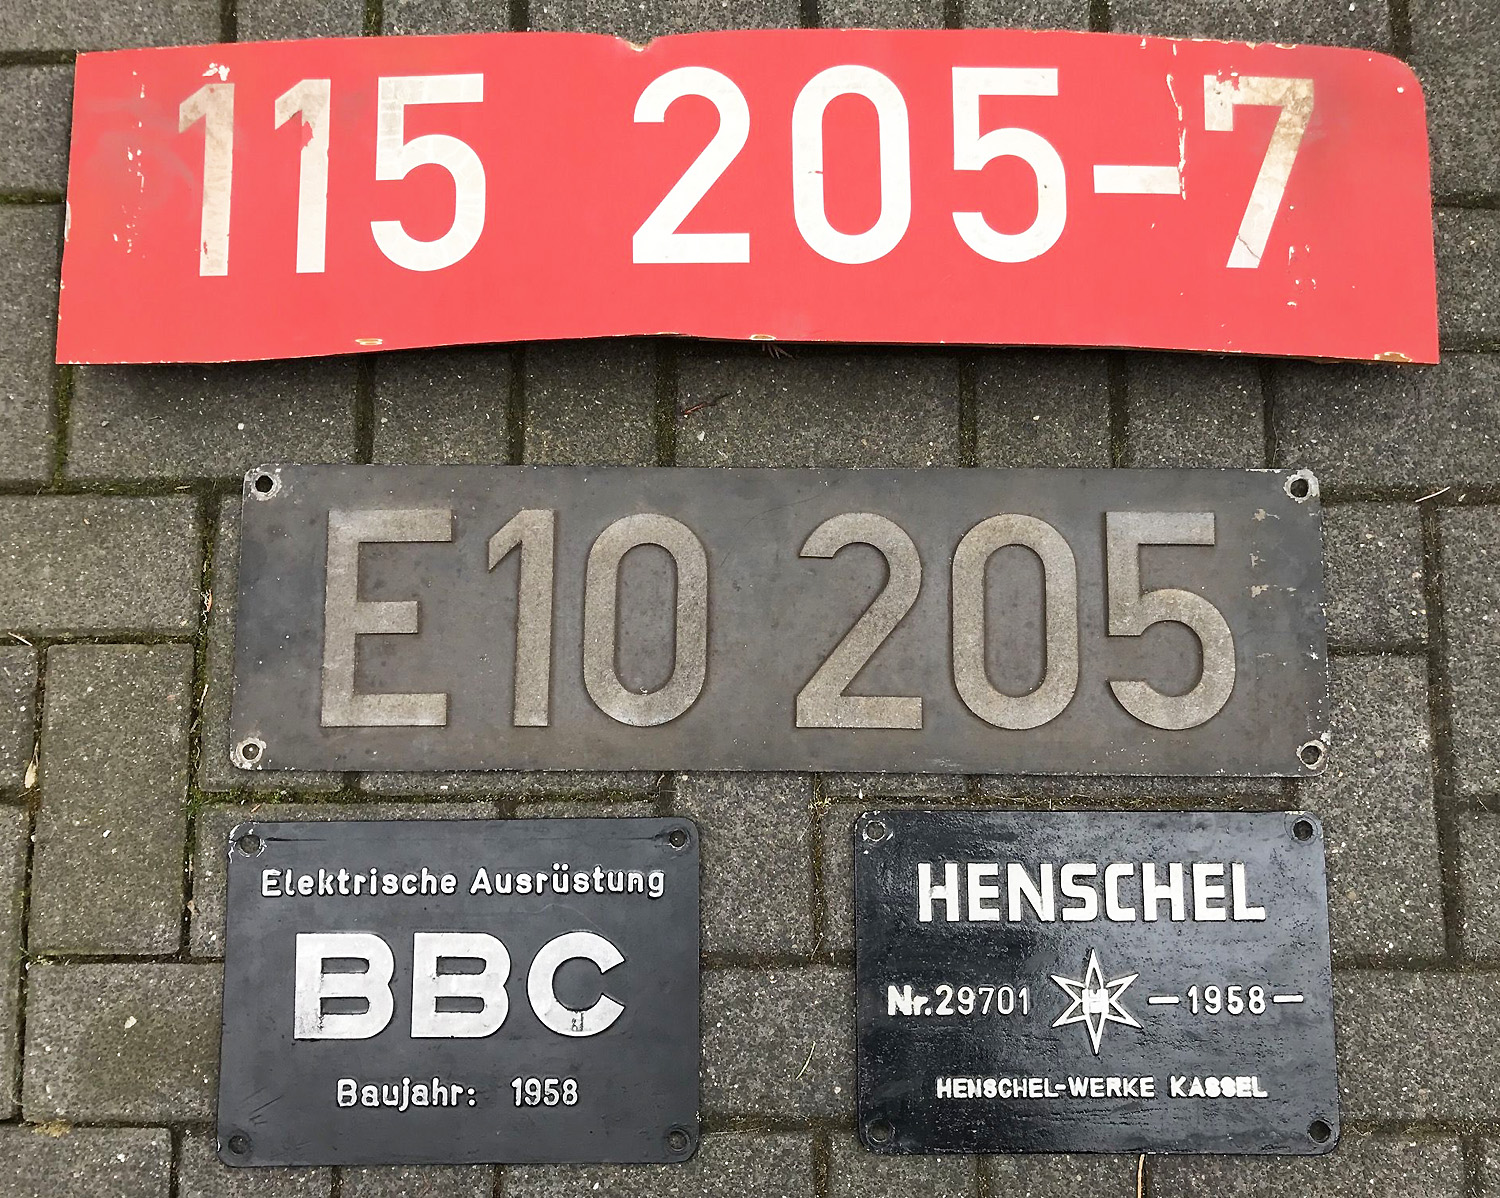 115 205-7
E10 205
Elektrische Ausrüstung
BBC
Baujahr: 1958
HENSCHEL
Nr. 29701 H —1958—
HENSCHEL-WERKE KASSEL